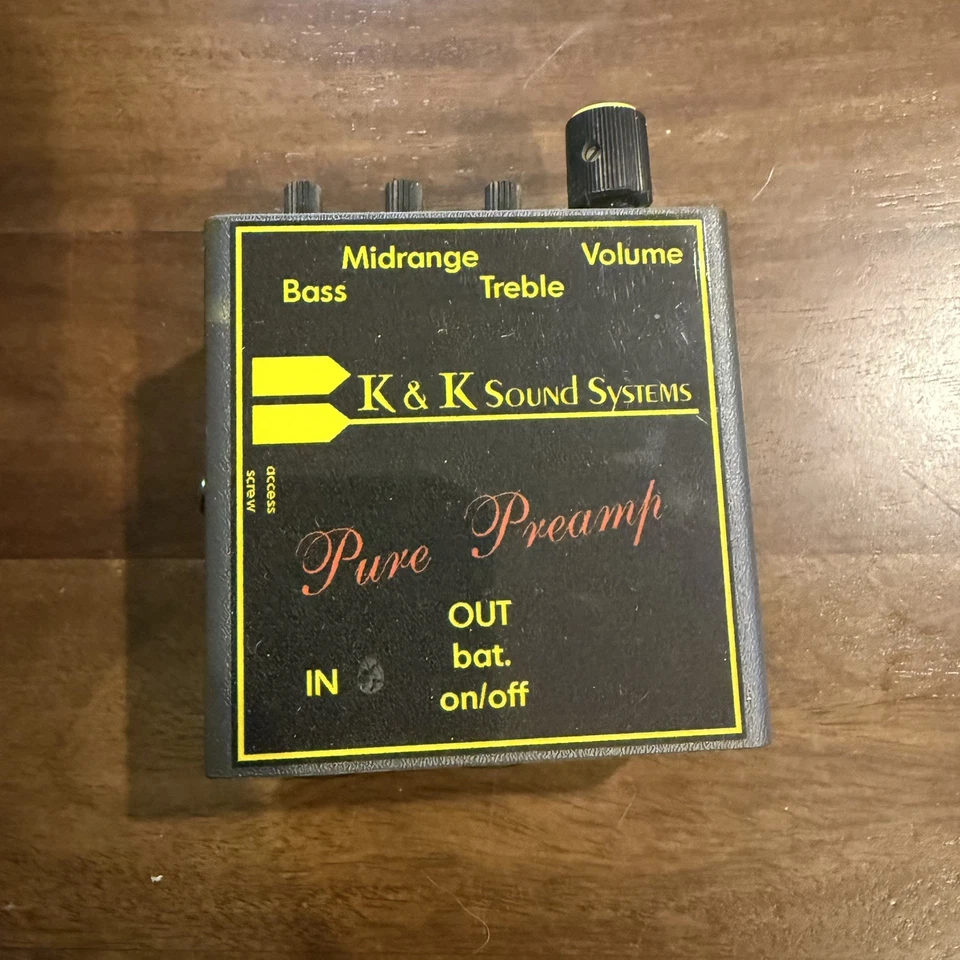 Midrange Volume
Bass Treble
K & K Sound Systems
access
screw
Pure Preamp
OUT
bat.
IN on/off